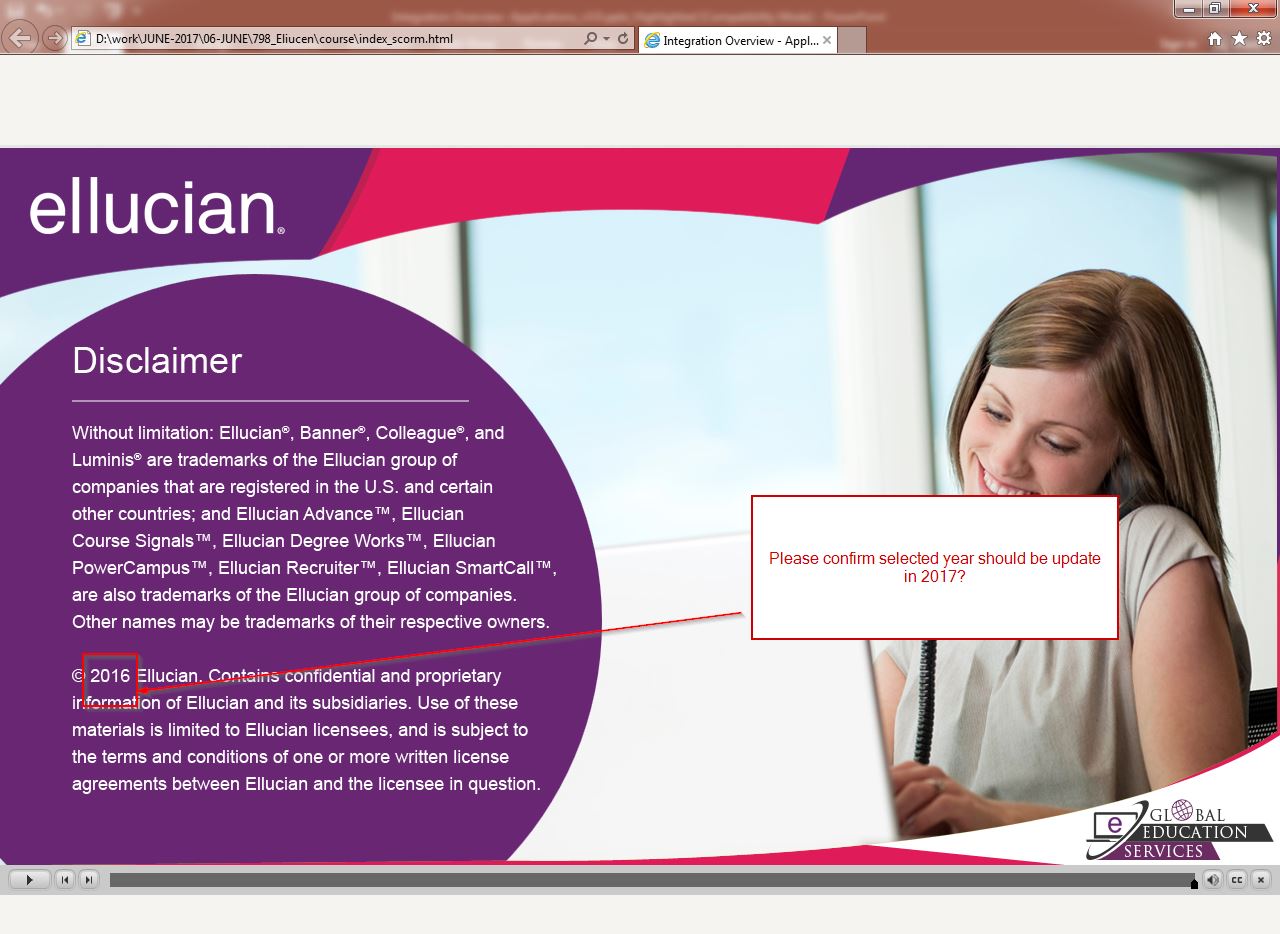 D:\work\JUNE-2017\06-JUNE\798_Eliucen\course\index_scorm.html
Integration Overview - Appl...
ellucian®
Disclaimer
Without limitation: Ellucian®, Banner®, Colleague®, and
Luminis® are trademarks of the Ellucian group of
companies that are registered in the U.S. and certain
other countries; and Ellucian Advance™, Ellucian
Course Signals™, Ellucian Degree Works™, Ellucian
PowerCampus™, Ellucian Recruiter™, Ellucian SmartCall™,
are also trademarks of the Ellucian group of companies.
Other names may be trademarks of their respective owners.
© 2016 Ellucian. Contains confidential and proprietary
information of Ellucian and its subsidiaries. Use of these
materials is limited to Ellucian licensees, and is subject to
the terms and conditions of one or more written license
agreements between Ellucian and the licensee in question.
Please confirm selected year should be update
in 2017?
e
GLOBAL
EDUCATION
SERVICES
CC